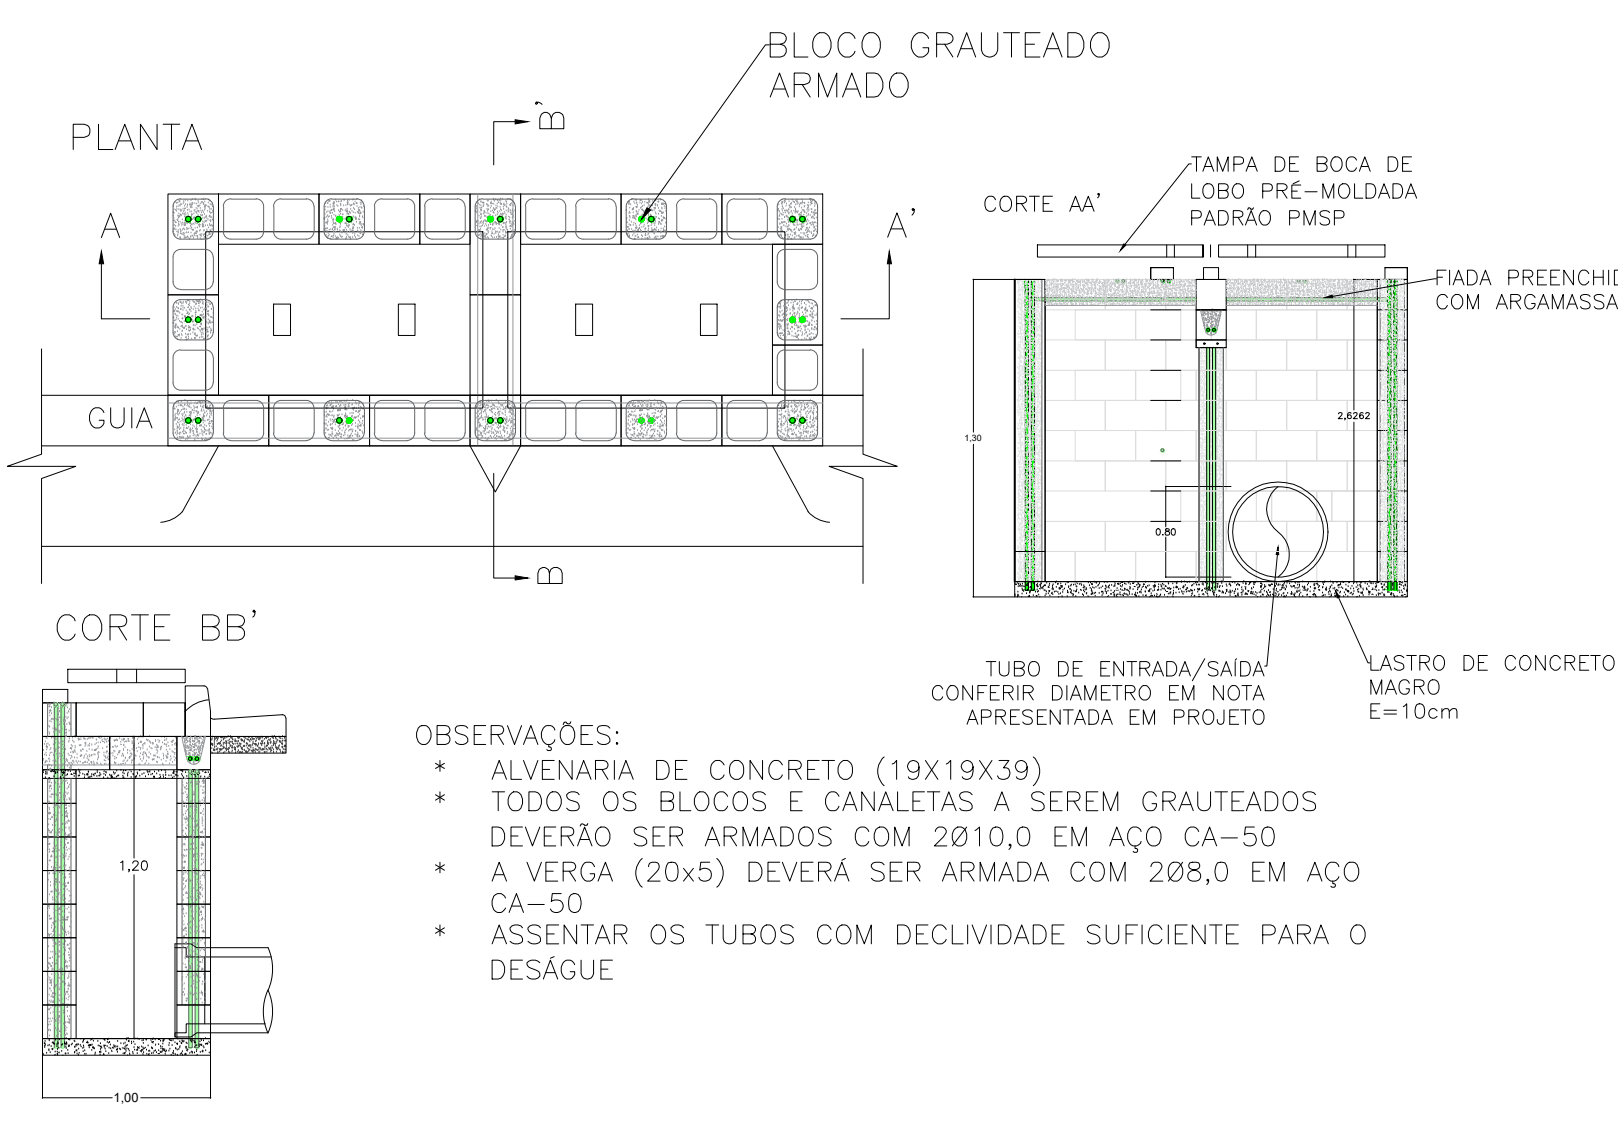 BLOCO GRAUTEADO
ARMADO
PLANTA
B'
A
A'
GUIA
B
CORTE AA'
TAMPA DE BOCA DE
LOBO PRÉ-MOLDADA
PADRÃO PMSP
COM ARGAMASSA
FIADA
1,30
2,6262
0.80
TUBO DE ENTRADA/SAÍDA
CONFERIR DIAMETRO EM NOTA
APRESENTADA EM PROJETO
LASTRO DE CONCRETO
MAGRO
E=10cm
CORTE BB'
1,20
1,00
OBSERVAÇÕES:
* ALVENARIA DE CONCRETO (19X19X39)
* TODOS OS BLOCOS E CANALETAS A SEREM GRAUTEADOS
DEVERÃO SER ARMADOS COM 2Ø10,0 EM AÇO CA-50
* A VERGA (20x5) DEVERÁ SER ARMADA COM 2Ø8,0 EM AÇO
CA-50
* ASSENTAR OS TUBOS COM DECLIVIDADE SUFICIENTE PARA O
DESÁGUE